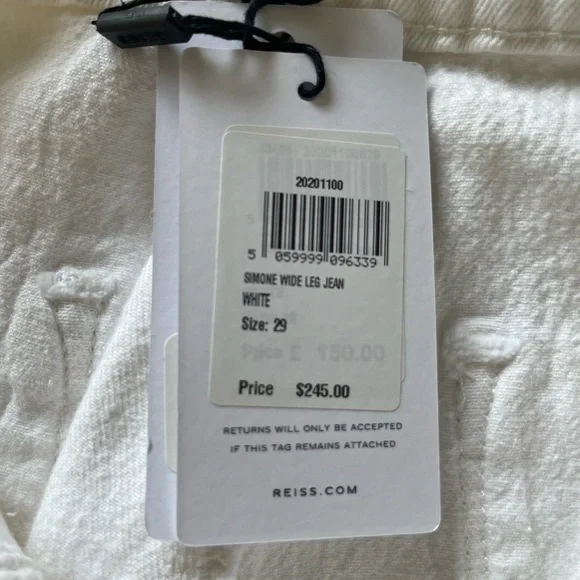 20201100
5 059999 096339
SIMONE WIDE LEG JEAN
WHITE
Size: 29
Price £ 150.00
Price $245.00
RETURNS WILL ONLY BE ACCEPTED
IF THIS TAG REMAINS ATTACHED
REISS.COM